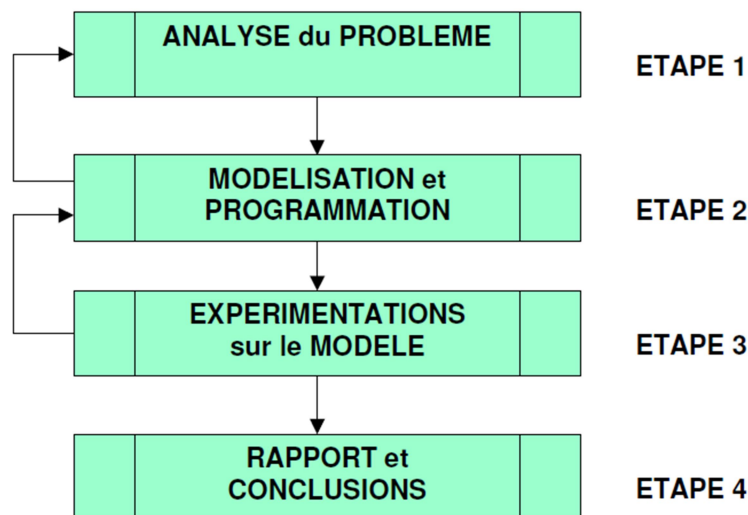 ANALYSE du PROBLEME
ETAPE 1
MODELISATION et
PROGRAMMATION
ETAPE 2
EXPERIMENTATIONS
sur le MODELE
ETAPE 3
RAPPORT et
CONCLUSIONS
ETAPE 4